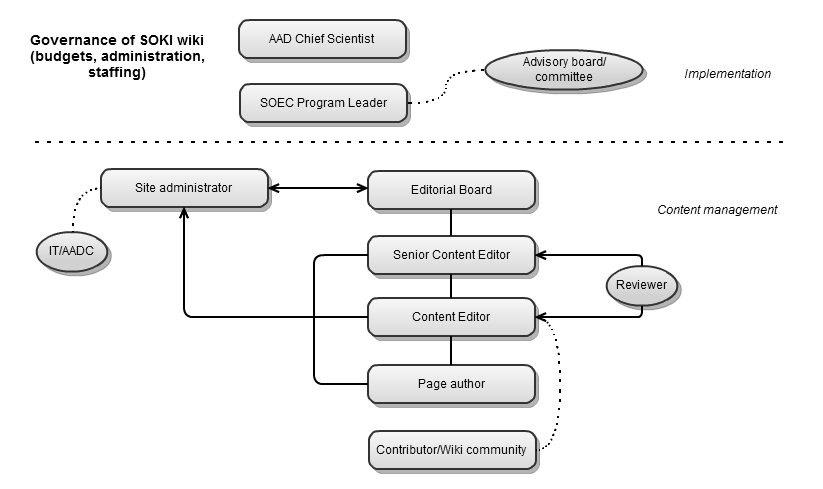 Governance of SOKI wiki
(budgets, administration,
staffing)
AAD Chief Scientist
SOEC Program Leader
Advisory board/
committee
Implementation
Site administrator
Editorial Board
Content management
IT/AADC
Senior Content Editor
Reviewer
Content Editor
Page author
Contributor/Wiki community